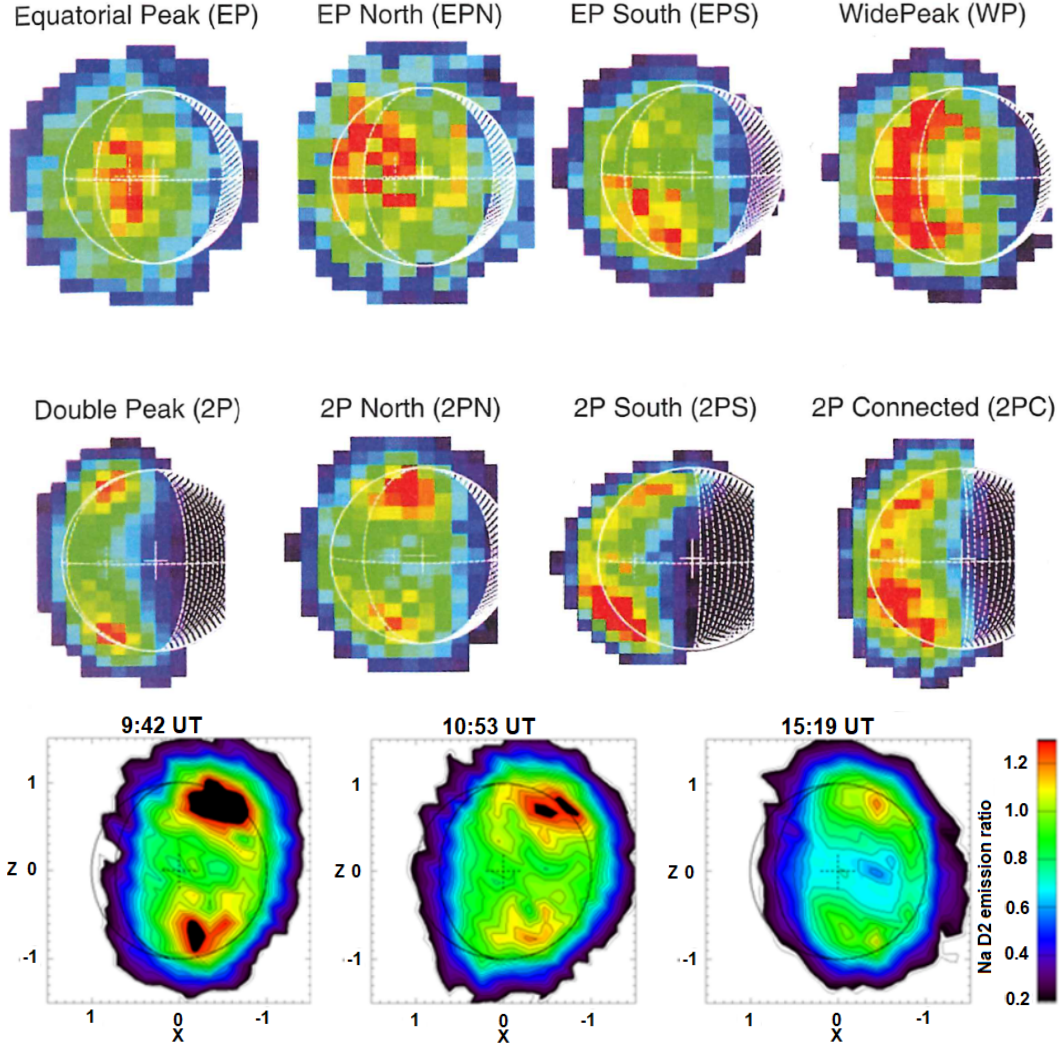 Equatorial Peak (EP) EP North (EPN) EP South (EPS) WidePeak (WP)
Double Peak (2P) 2P North (2PN) 2P South (2PS) 2P Connected (2PC)
9:42 UT 10:53 UT 15:19 UT
1 1 1 1.2
1.0
Z 0 Z 0 Z 0 0.8
0.6
-1 -1 -1 0.4
0.2
Na D2 emission ratio
1 0 -1 1 0 -1 1 0 -1
X X X